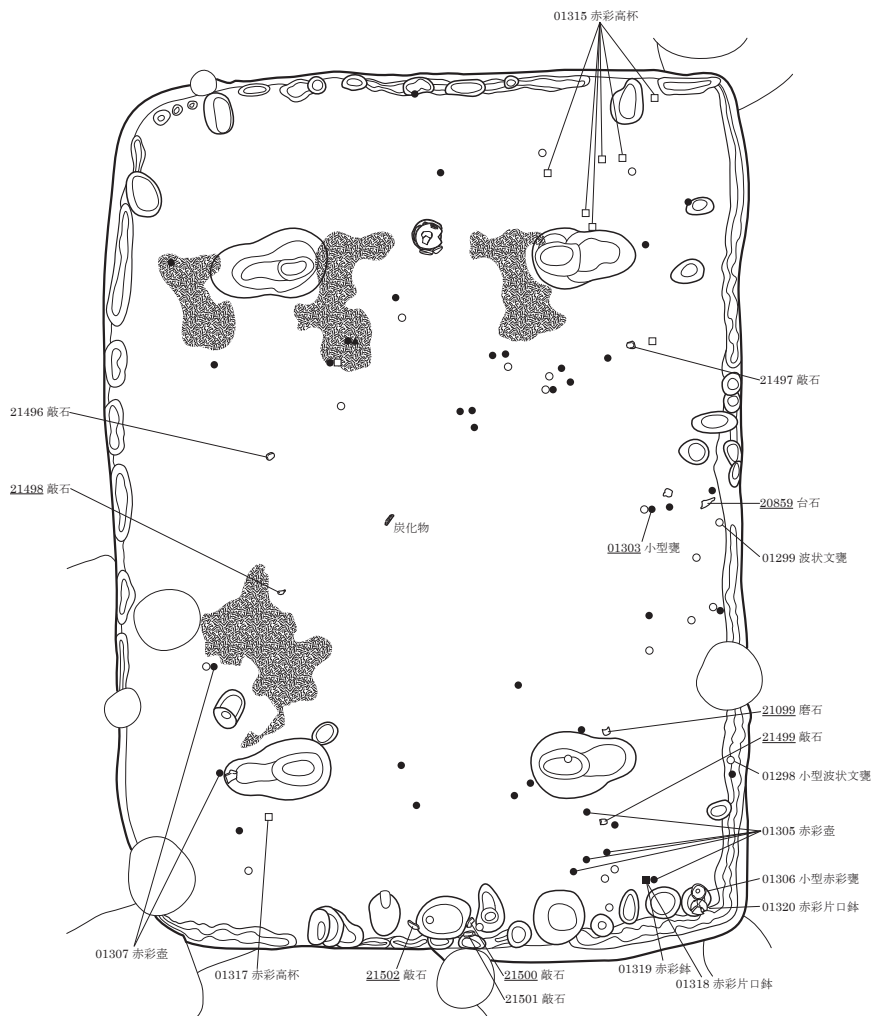 01315 赤彩高杯
21497 敲石
21496 敲石
21498 敲石
20859 台石
炭化物
01303 小型甕
01299 波状文甕
21099 磨石
21499 敲石
01298 小型波状文甕
01305 赤彩壺
01306 小型赤彩甕
01320 赤彩片口鉢
01307 赤彩壺
01317 赤彩高杯
21502 敲石
21500 敲石
01319 赤彩鉢
01318 赤彩片口鉢
21501 敲石